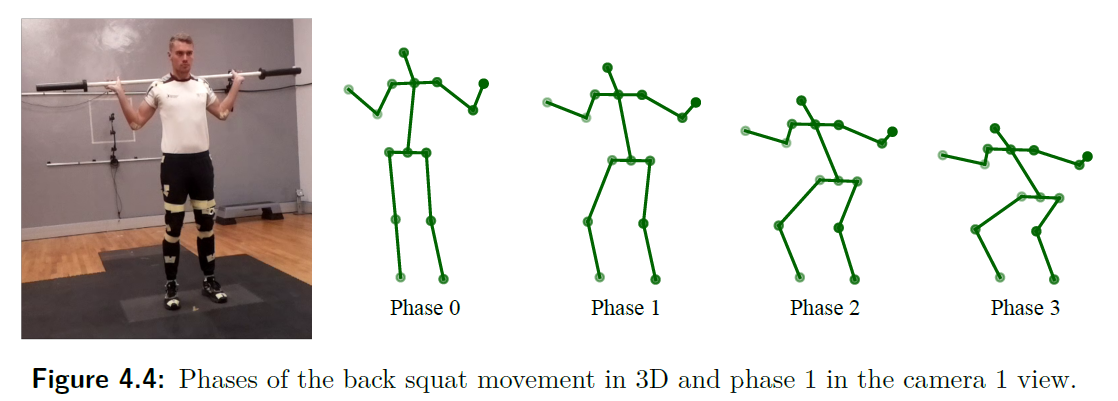 Phase 0
Phase 1
Phase 2
Phase 3
Figure 4.4: Phases of the back squat movement in 3D and phase 1 in the camera 1 view.